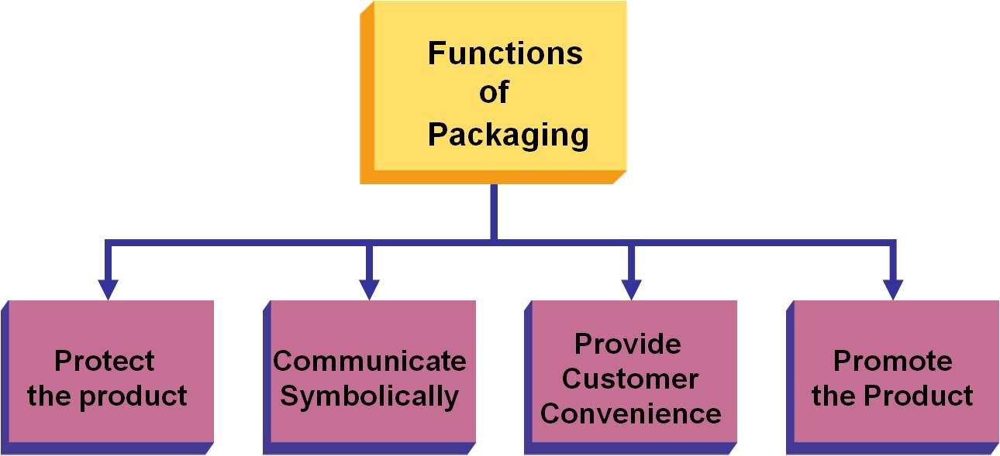 Functions
of
Packaging
Protect
the product
Communicate
Symbolically
Provide
Customer
Convenience
Promote
the Product